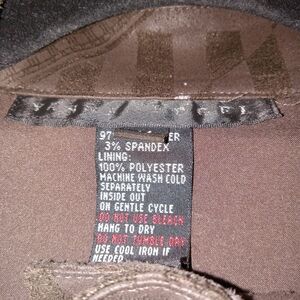 97
ER
3% SPANDEX
LINING:
100% POLYESTER
MACHINE WASH COLD
SEPARATELY
INSIDE OUT
ON GENTLE CYCLE
DO NOT USE BLEACH
HANG TO DRY
DO NOT TUMBLE DRY
USE COOL IRON IF
NEEDED